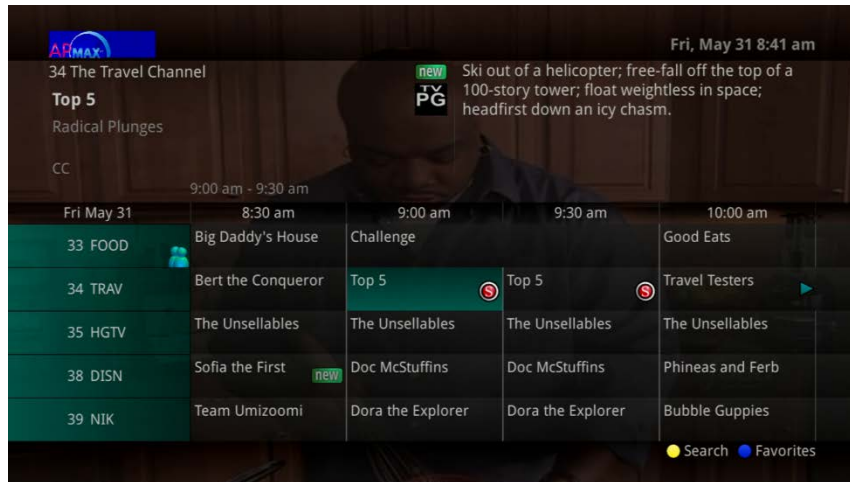 APMAX
Fri, May 31 8:41 am
34 The Travel Channel
new
Ski out of a helicopter; free-fall off the top of a
Top 5
TV
PG
100-story tower; float weightless in space;
headfirst down an icy chasm.
Radical Plunges
CC
9:00 am - 9:30 am
Fri May 31 8:30 am 9:00 am 9:30 am 10:00 am
33 FOOD Big Daddy's House Challenge Good Eats
34 TRAV Bert the Conqueror Top 5 S Top 5 S Travel Testers
35 HGTV The Unsellables The Unsellables The Unsellables The Unsellables
38 DISN Sofia the First new Doc McStuffins Doc McStuffins Phineas and Ferb
39 NIK Team Umizoomi Dora the Explorer Dora the Explorer Bubble Guppies
Search Favorites